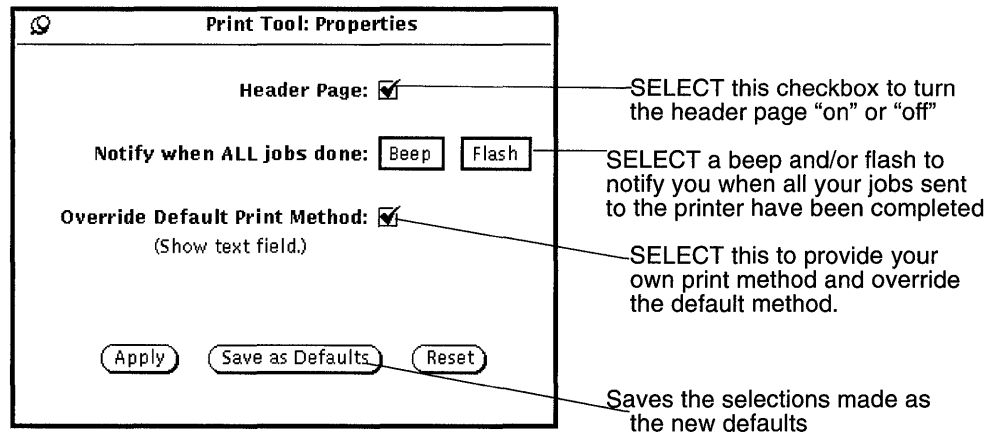 Print Tool: Properties
Header Page:
SELECT this checkbox to turn
the header page “on” or “off”
Notify when ALL jobs done: Beep Flash
SELECT a beep and/or flash to
notify you when all your jobs sent
to the printer have been completed
Override Default Print Method:
(Show text field.)
SELECT this to provide your
own print method and override
the default method.
Apply Save as Defaults Reset
Saves the selections made as
the new defaults